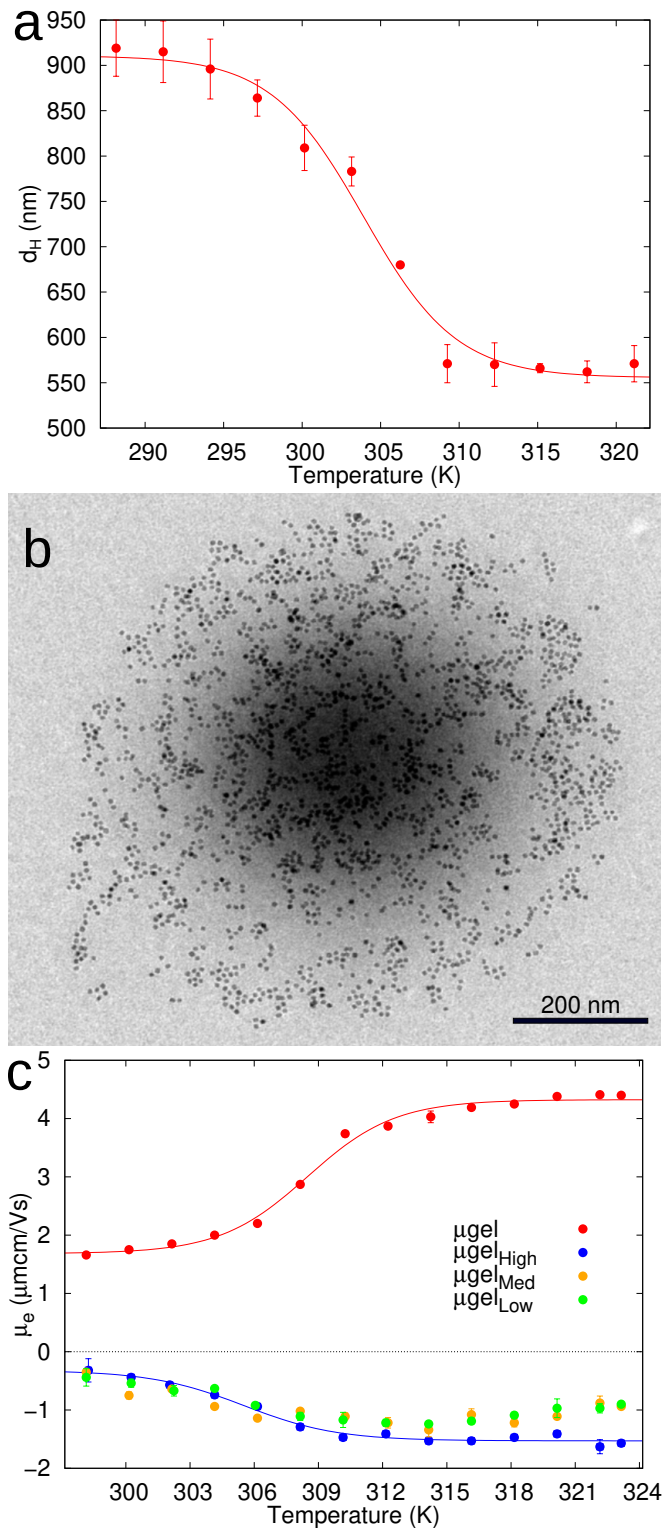 a
950
900
850
800
750
700
650
600
550
500
d_H (nm)
290 295 300 305 310 315 320
Temperature (K)
b
200 nm
c
5
4
3
2
1
0
−1
−2
μ_e (μmcm/Vs)
μgel
μgel_High
μgel_Med
μgel_Low
300 303 306 309 312 315 318 321 324
Temperature (K)